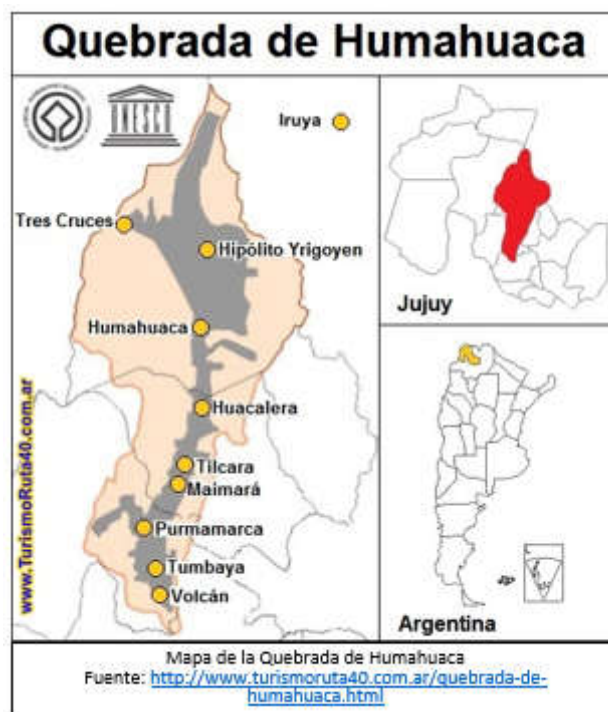 Quebrada de Humahuaca
UNESCO
Iruya
Tres Cruces
Hipólito Yrigoyen
Humahuaca
Huacalera
Tilcara
Maimará
Purmamarca
Tumbaya
Volcán
www.TurismoRuta40.com.ar
Jujuy
Argentina
Mapa de la Quebrada de Humahuaca
Fuente: http://www.turismoruta40.com.ar/quebrada-de-
humahuaca.html